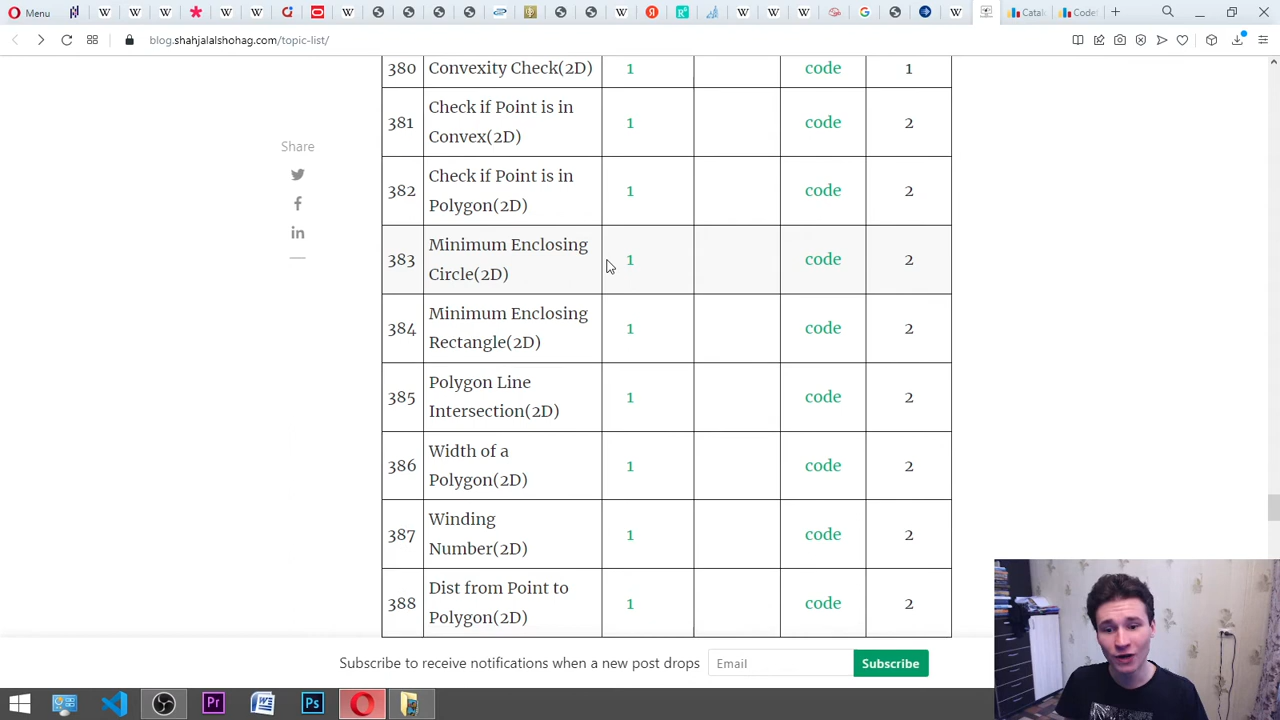 Menu
Catal
Codef
blog.shahjalalshohag.com/topic-list/
380 Convexity Check(2D) 1 code 1
Share
381 Check if Point is in Convex(2D) 1 code 2
382 Check if Point is in Polygon(2D) 1 code 2
383 Minimum Enclosing Circle(2D) 1 code 2
384 Minimum Enclosing Rectangle(2D) 1 code 2
385 Polygon Line Intersection(2D) 1 code 2
386 Width of a Polygon(2D) 1 code 2
387 Winding Number(2D) 1 code 2
388 Dist from Point to Polygon(2D) 1 code 2
Subscribe to receive notifications when a new post drops Email Subscribe
Pr W Ps